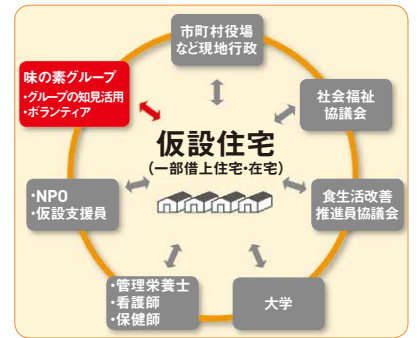 市町村役場
など現地行政
味の素グループ
・グループの知見活用
・ボランティア
社会福祉
協議会
仮設住宅
(一部借上住宅・在宅)
・NPO
・仮設支援員
食生活改善
推進員協議会
・管理栄養士
・看護師
・保健師
大学